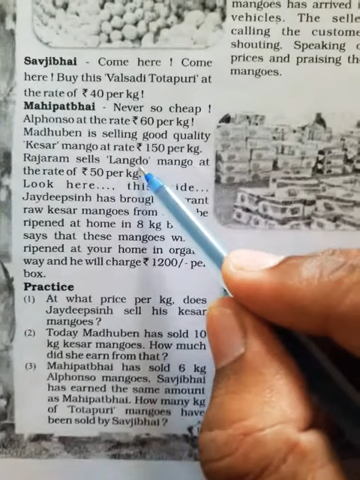 mangoes has arrived
vehicles. The selle
calling the custome
shouting. Speaking
prices and praising the
mangoes.
Savjibhai - Come here ! Come
here ! Buy this 'Valsadi Totapuri' at
the rate of ₹ 40 per kg !
Mahipatbhai - Never so cheap !
Alphonso at the rate ₹ 60 per kg !
Madhuben is selling good quality
'Kesar' mango at rate ₹ 150 per kg.
Rajaram sells 'Langdo' mango at
the rate of ₹ 50 per kg.
Look here...., this ide...
Jaydeepsinh has brough rant
raw kesar mangoes from be
ripened at home in 8 kg b
says that these mangoes w
ripened at your home in orga
way and he will charge ₹ 1200/- pe
box.
Practice
(1) At what price per kg, does
Jaydeepsinh sell his kesar
mangoes ?
(2) Today Madhuben has sold 10
kg kesar mangoes. How much
did she earn from that ?
(3) Mahipatbhai has sold 6 kg
Alphonso mangoes, Savjibhai
has earned the same amount
as Mahipatbhai. How many kg
of 'Totapuri' mangoes have
been sold by Savjibhai ?